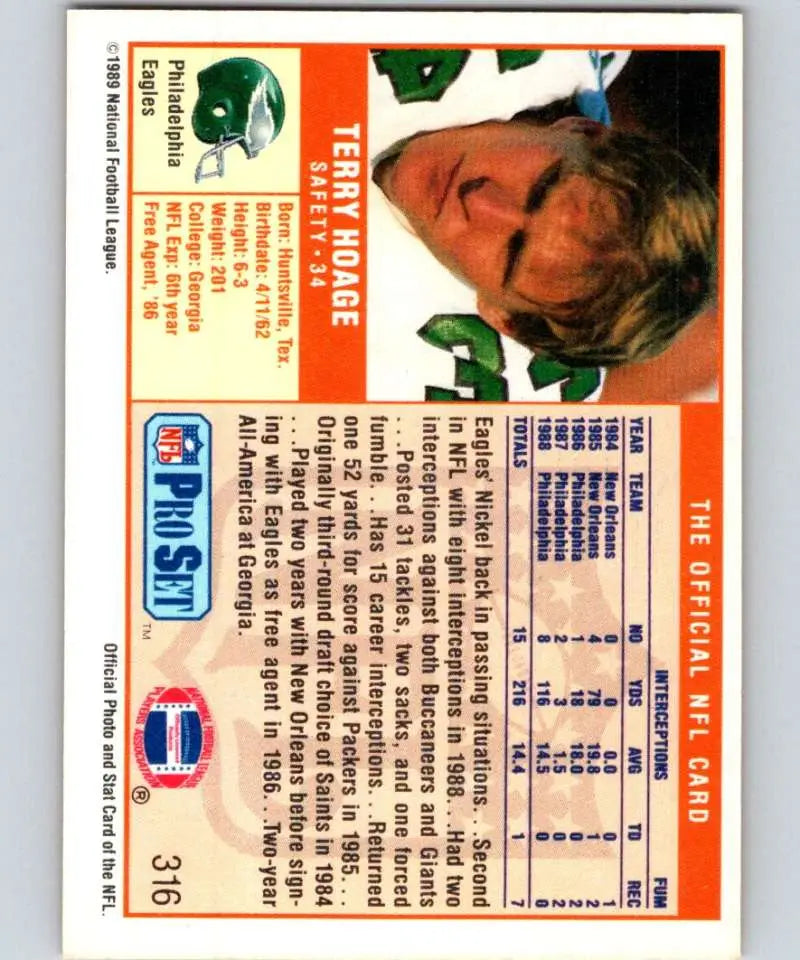 THE OFFICIAL NFL CARD
TERRY HOAGE
SAFETY • 34
Philadelphia
Eagles
Born: Huntsville, Tex.
Birthdate: 4/11/62
Height: 6-3
Weight: 201
College: Georgia
NFL Exp: 6th year
Free Agent, '86
INTERCEPTIONS FUM
YEAR TEAM NO YDS AVG TD REC
1984 New Orleans 0 0 0.0 0 1
1985 New Orleans 4 79 19.8 1 2
1986 Philadelphia 1 18 18.0 0 2
1987 Philadelphia 2 3 1.5 0 2
1988 Philadelphia 8 116 14.5 0 0
TOTALS 15 216 14.4 1 7
Eagles' Nickel back in passing situations...Second
in NFL with eight interceptions in 1988...Had two
interceptions against both Buccaneers and Giants
...Posted 31 tackles, two sacks, and one forced
fumble...Has 15 career interceptions...Returned
one 52 yards for score against Packers in 1985...
Originally third-round draft choice of Saints in 1984
...Played two years with New Orleans before sign-
ing with Eagles as free agent in 1986...Two-year
All-America at Georgia.
NFL PRO SET ™
NATIONAL FOOTBALL LEAGUE
PLAYERS ASSOCIATION
®
316
©1989 National Football League.
Official Photo and Stat Card of the NFL.